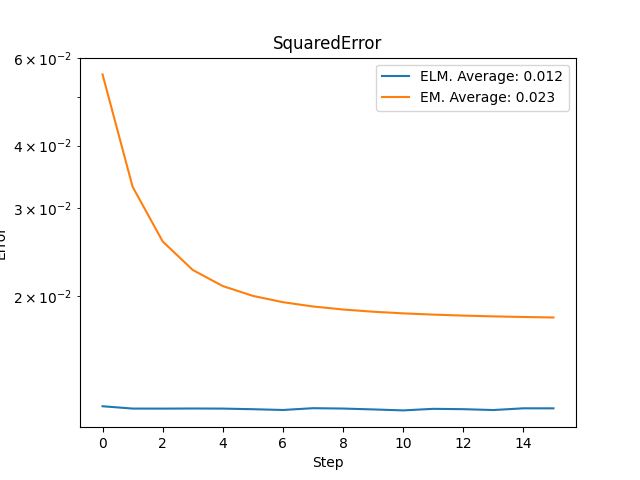 SquaredError
ELM. Average: 0.012
EM. Average: 0.023
6 × 10⁻²
4 × 10⁻²
3 × 10⁻²
2 × 10⁻²
Error
0 2 4 6 8 10 12 14
Step